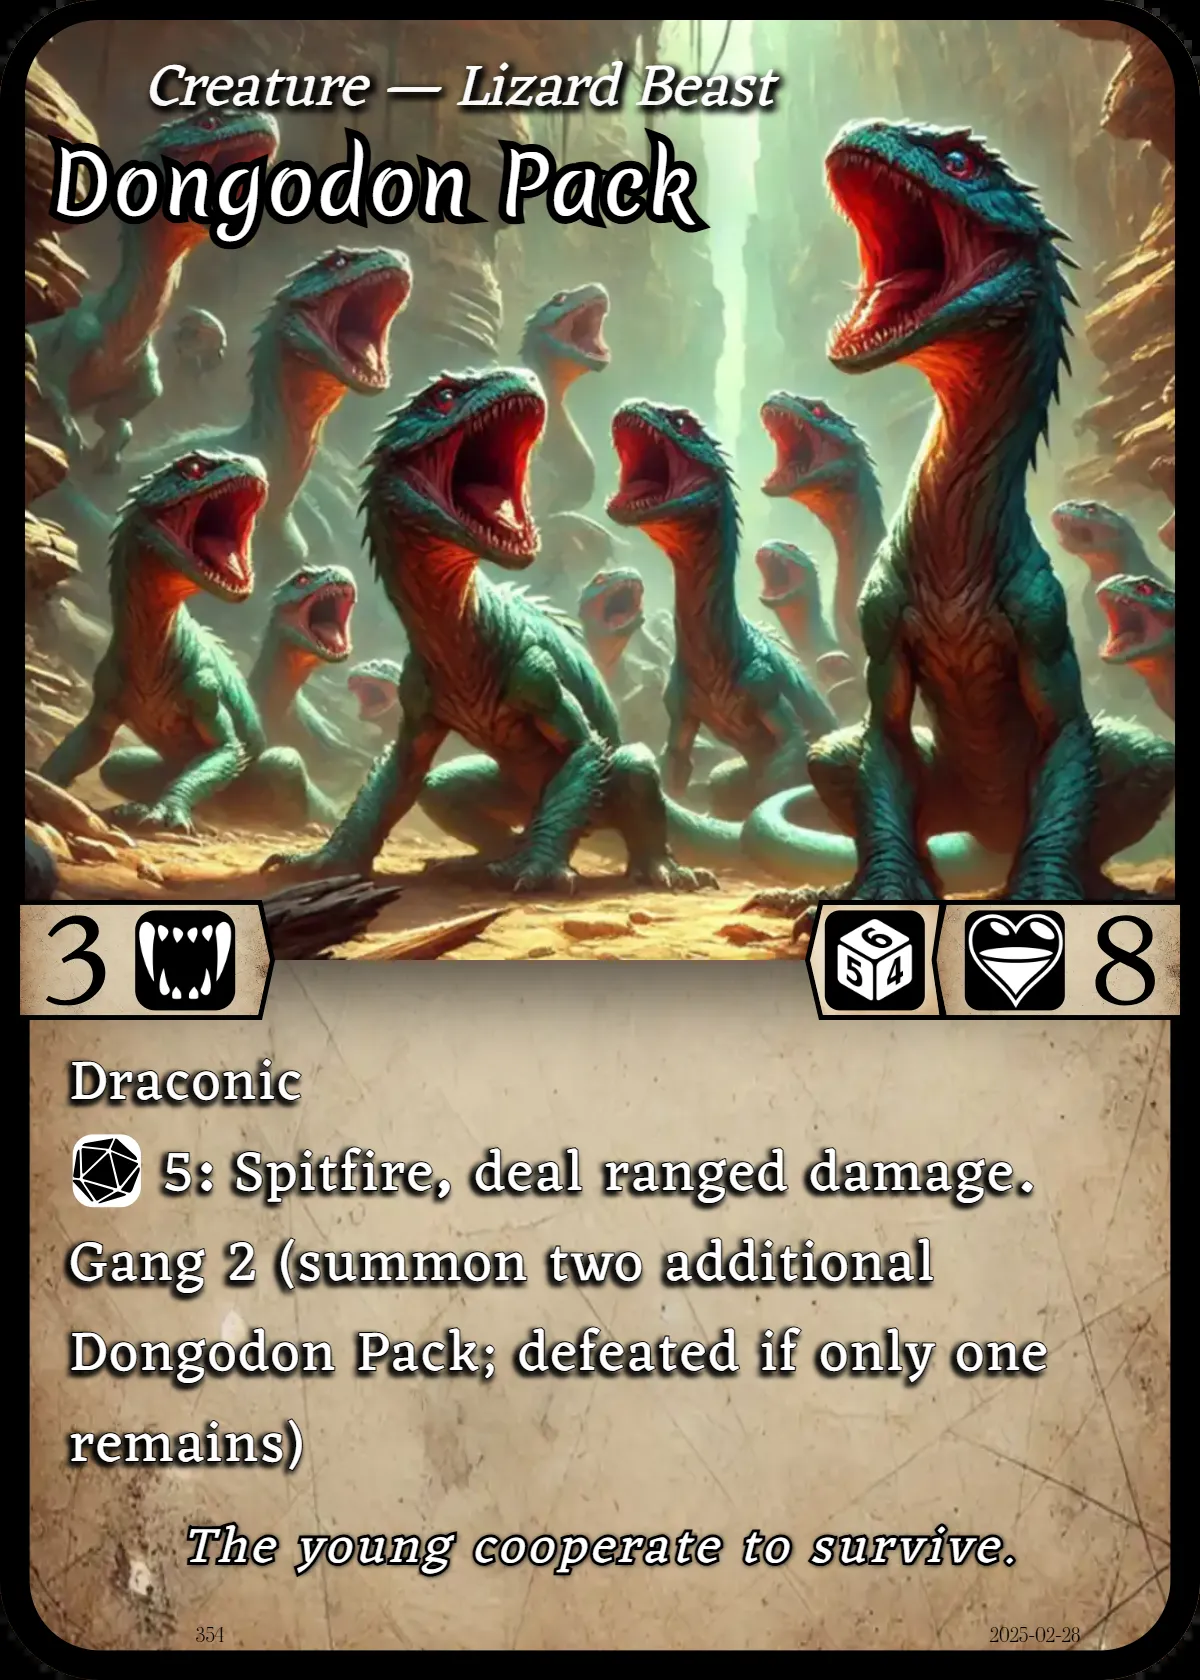 Creature — Lizard Beast
Dongodon Pack
3
6
5 4
8
Draconic
5: Spitfire, deal ranged damage.
Gang 2 (summon two additional
Dongodon Pack; defeated if only one
remains)
The young cooperate to survive.
354
2025-02-28